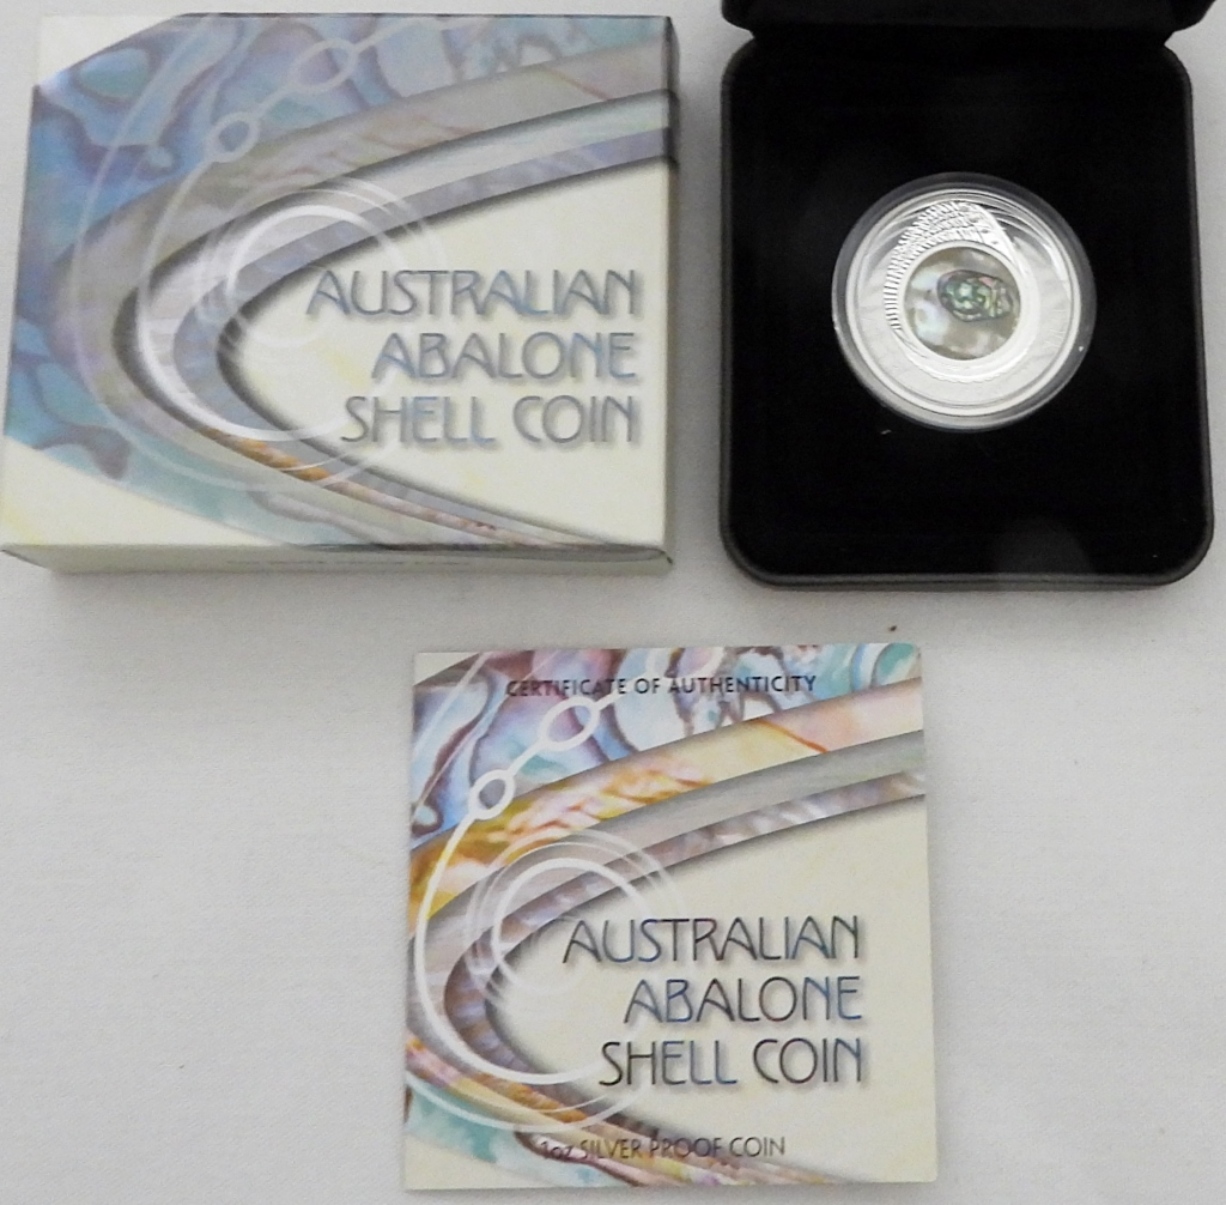 AUSTRALIAN
ABALONE
SHELL COIN
CERTIFICATE OF AUTHENTICITY
AUSTRALIAN
ABALONE
SHELL COIN
1oz SILVER PROOF COIN